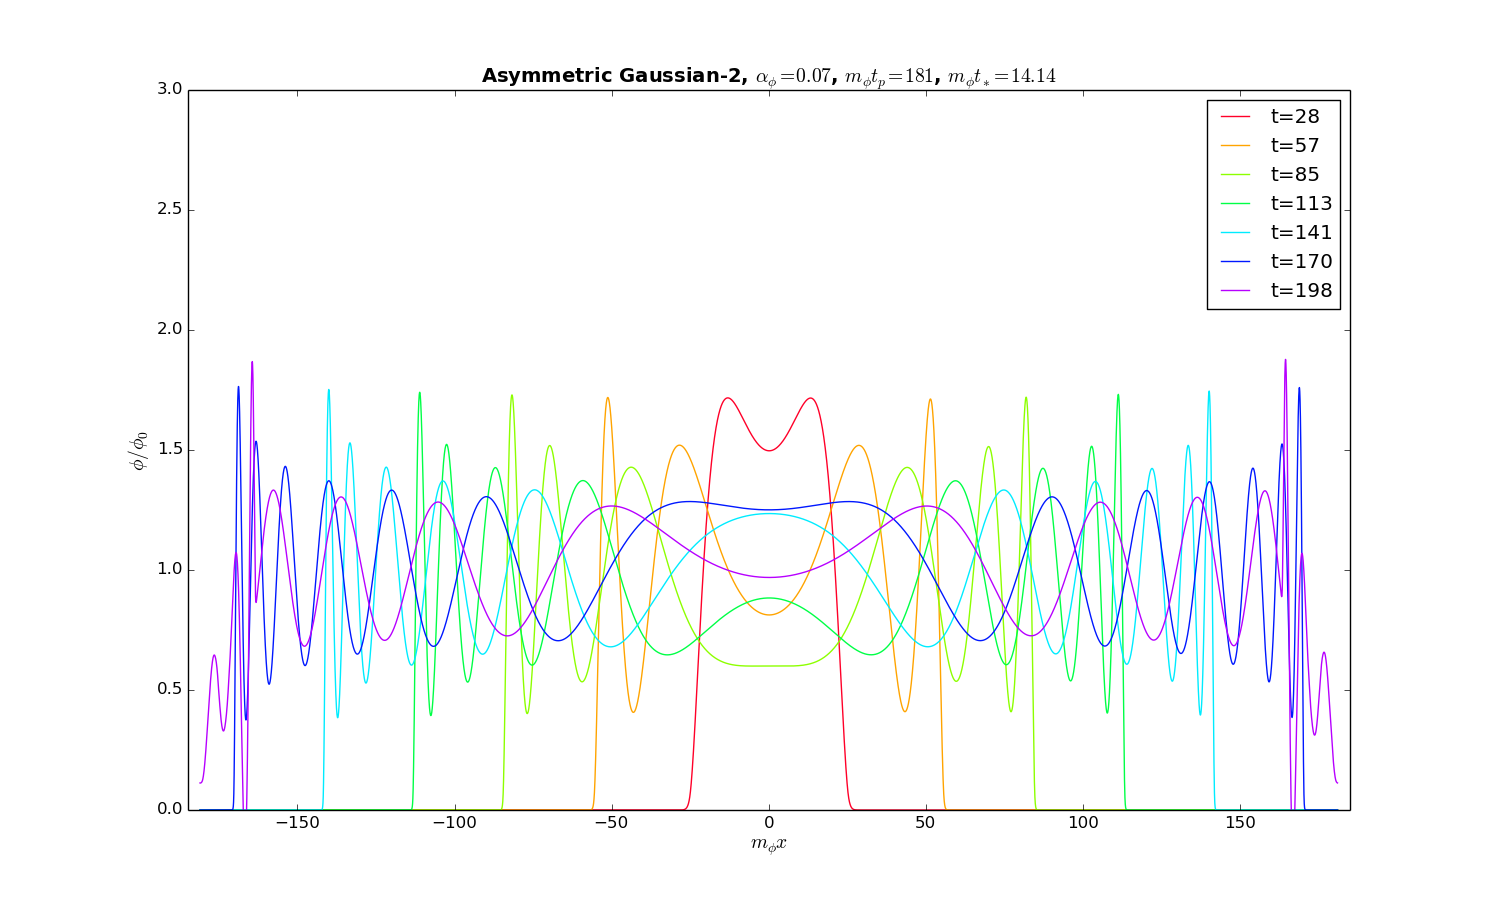 Asymmetric Gaussian-2, αϕ=0.07, mϕtp=181, mϕt*=14.14
3.0
2.5
2.0
1.5
1.0
0.5
0.0
ϕ/ϕ0
t=28
t=57
t=85
t=113
t=141
t=170
t=198
−150
−100
−50
0
50
100
150
mϕx